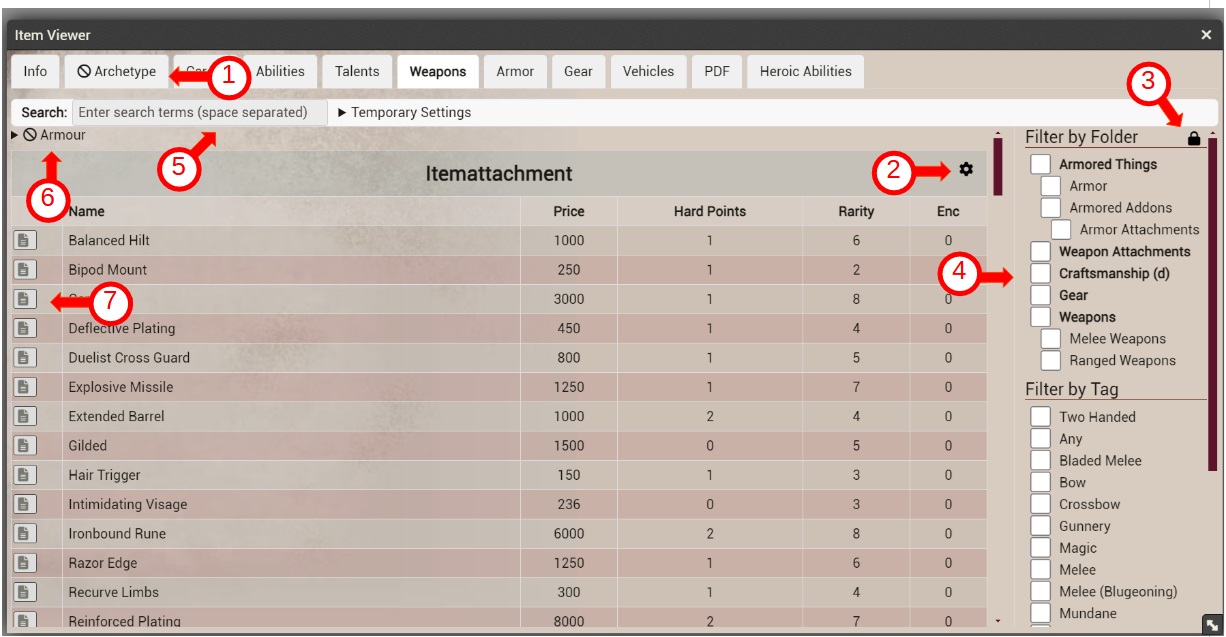 Item Viewer ×
Info Archetype 1 Abilities Talents Weapons Armor Gear Vehicles PDF Heroic Abilities
3
Search: Enter search terms (space separated) Temporary Settings
Armour
5
6
Itemattachment
2
Name Price Hard Points Rarity Enc
Balanced Hilt 1000 1 6 0
Bipod Mount 250 1 2
7 3000 1 8 0
Deflective Plating 450 1 4 0
Duelist Cross Guard 800 1 5 0
Explosive Missile 1250 1 7 0
Extended Barrel 1000 2 4 0
Gilded 1500 0 5 0
Hair Trigger 150 1 3 0
Intimidating Visage 236 0 3 0
Ironbound Rune 6000 2 8 0
Razor Edge 1250 1 6 0
Recurve Limbs 300 1 4 0
Reinforced Plating 8000 2 7 0
Filter by Folder
Armored Things
Armor
Armored Addons
Armor Attachments
4
Weapon Attachments
Craftsmanship (d)
Gear
Weapons
Melee Weapons
Ranged Weapons
Filter by Tag
Two Handed
Any
Bladed Melee
Bow
Crossbow
Gunnery
Magic
Melee
Melee (Blugeoning)
Mundane